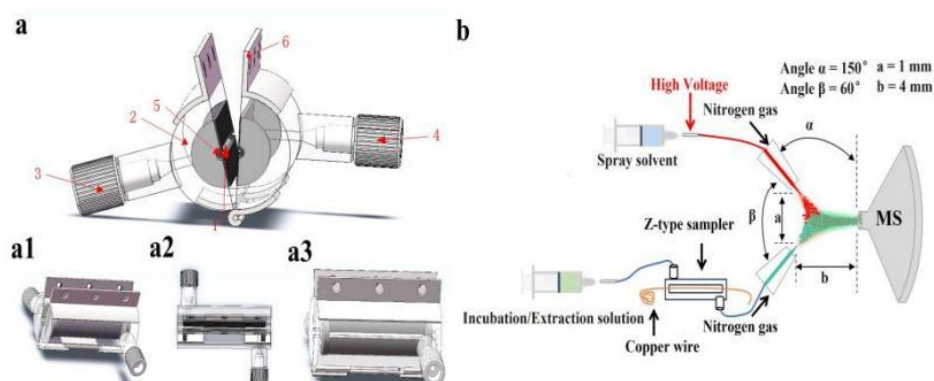 a
6
5
2
4
3
1
a1
a2
a3
b
Angle α = 150° a = 1 mm
Angle β = 60° b = 4 mm
High Voltage
Nitrogen gas
α
Spray solvent
β
a
MS
Z-type sampler
b
Incubation/Extraction solution
Nitrogen gas
Copper wire